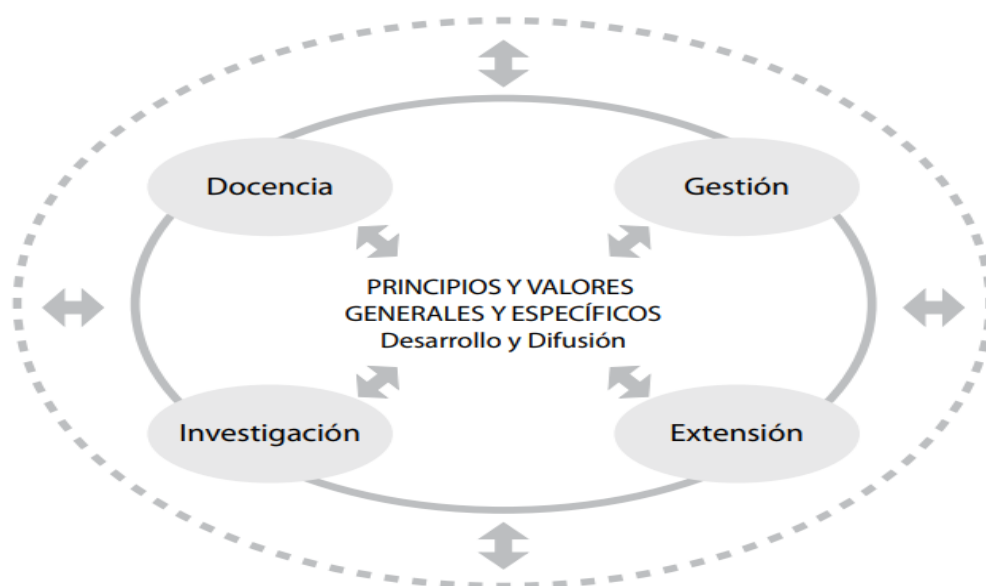 Docencia
Gestión
PRINCIPIOS Y VALORES
GENERALES Y ESPECÍFICOS
Desarrollo y Difusión
Investigación
Extensión